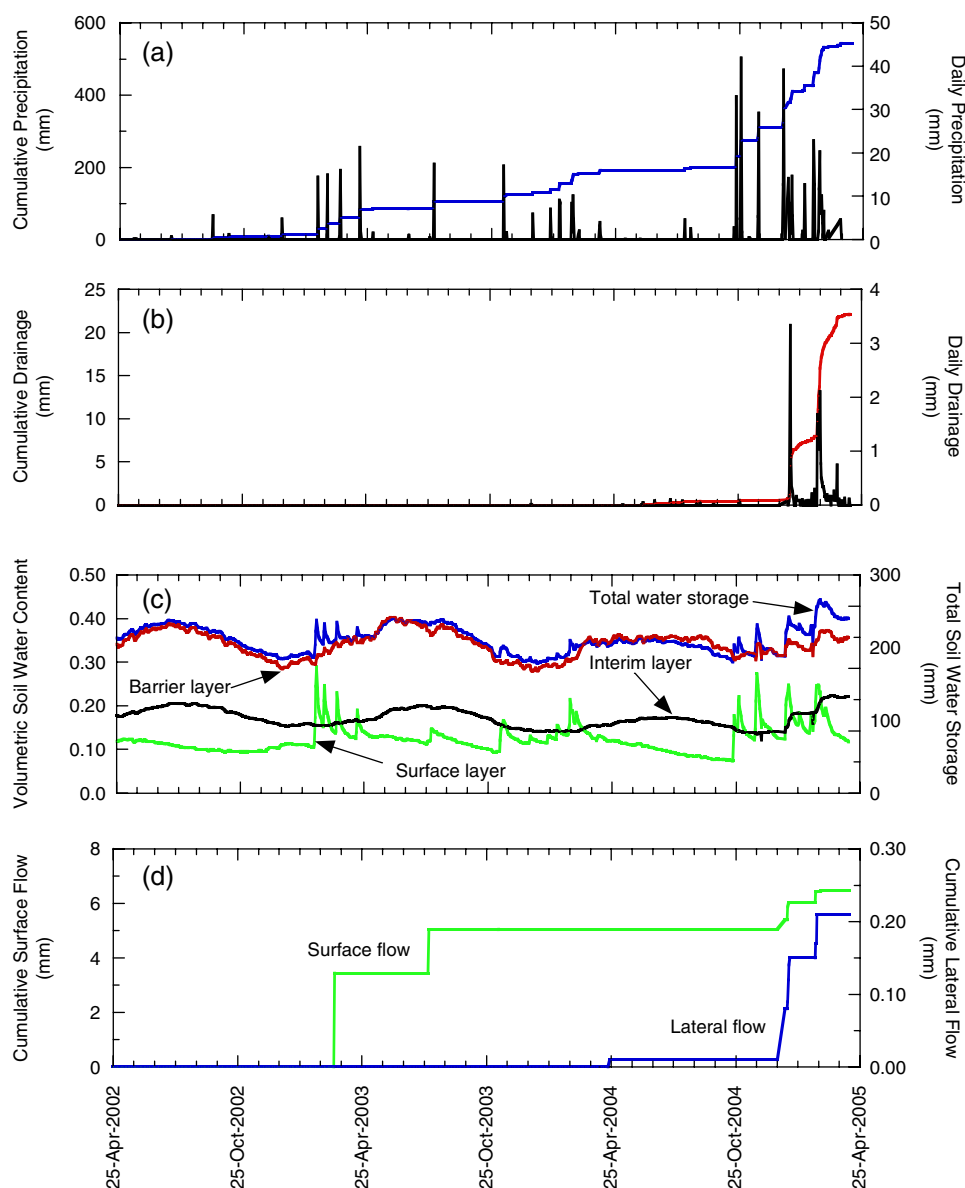 (a)
Cumulative Precipitation
(mm)
600
400
200
0
50
40
30
20
10
0
Daily Precipitation
(mm)
(b)
Cumulative Drainage
(mm)
25
20
15
10
5
0
4
3
2
1
0
Daily Drainage
(mm)
(c)
Volumetric Soil Water Content
0.50
0.40
0.30
0.20
0.10
0.0
Total water storage
Barrier layer
Interim layer
Surface layer
300
200
100
0
Total Soil Water Storage
(mm)
(d)
Cumulative Surface Flow
(mm)
8
6
4
2
0
Surface flow
Lateral flow
0.30
0.20
0.10
0.00
Cumulative Lateral Flow
(mm)
25-Apr-2002
25-Oct-2002
25-Apr-2003
25-Oct-2003
25-Apr-2004
25-Oct-2004
25-Apr-2005